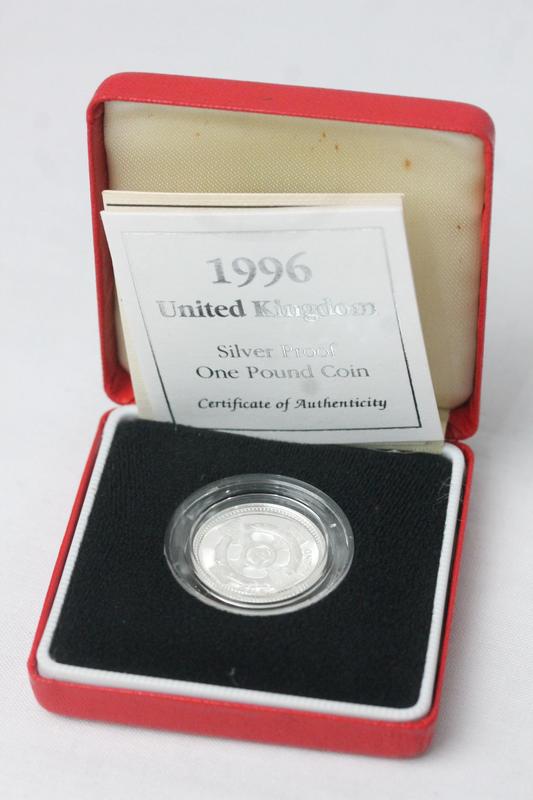 1996
United Kingdom
Silver Proof
One Pound Coin
Certificate of Authenticity